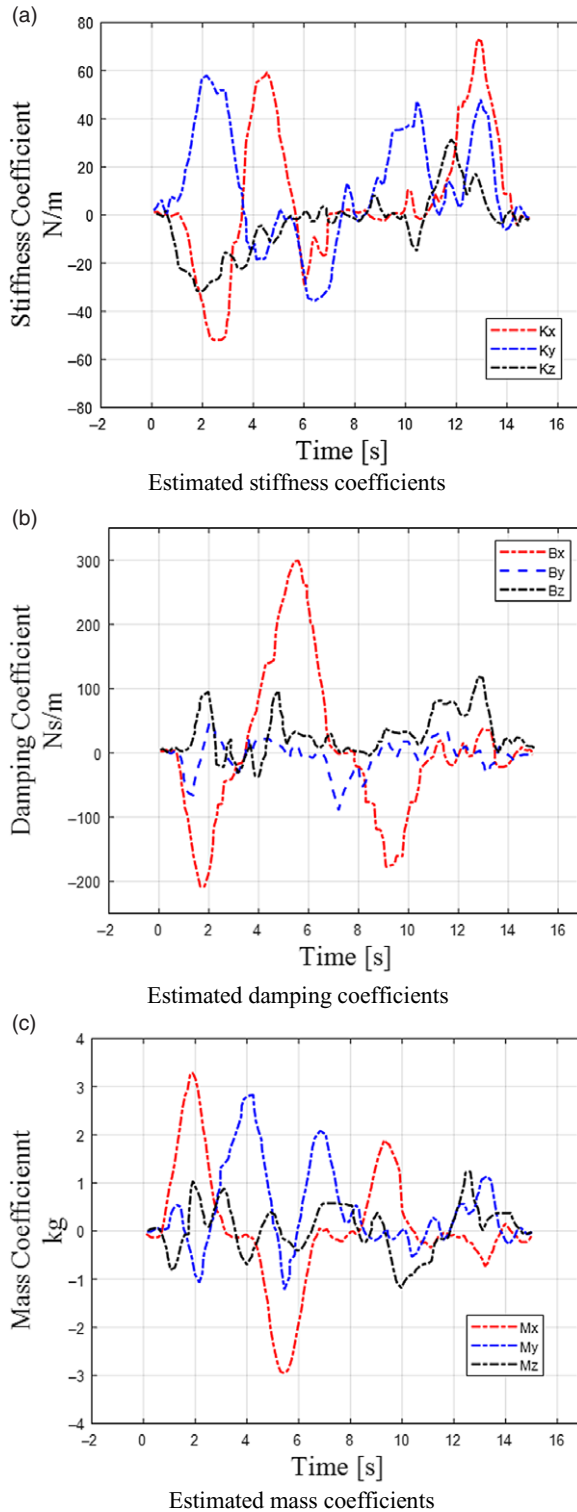 (a)
80
60
40
20
0
−20
−40
−60
−80
Stiffness Coefficient
N/m
Kx
Ky
Kz
−2 0 2 4 6 8 10 12 14 16
Time [s]
Estimated stiffness coefficients
(b)
300
200
100
0
−100
−200
Damping Coefficient
Ns/m
Bx
By
Bz
−2 0 2 4 6 8 10 12 14 16
Time [s]
Estimated damping coefficients
(c)
4
3
2
1
0
−1
−2
−3
−4
Mass Coefficiennt
kg
Mx
My
Mz
−2 0 2 4 6 8 10 12 14 16
Time [s]
Estimated mass coefficients